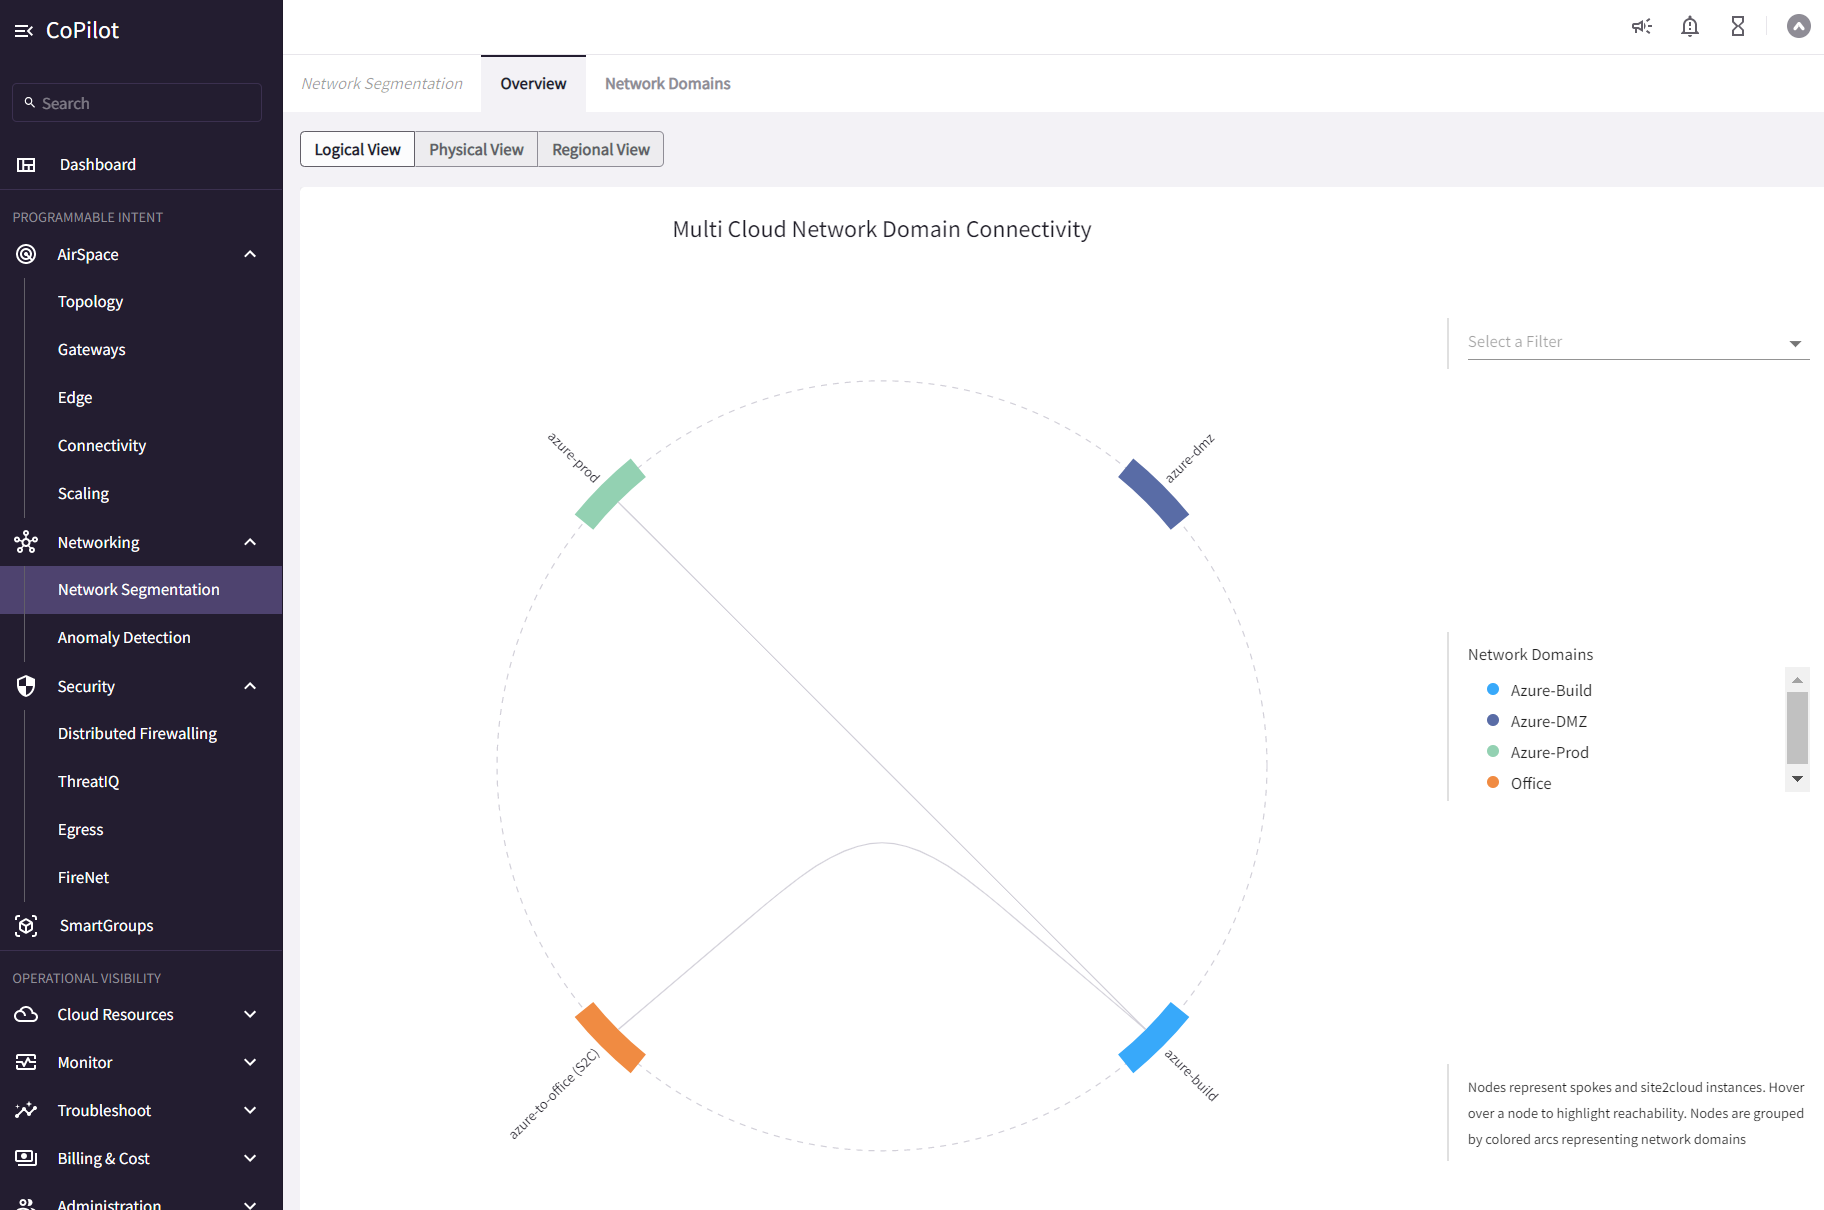 CoPilot
Search
Dashboard
PROGRAMMABLE INTENT
AirSpace
Topology
Gateways
Edge
Connectivity
Scaling
Networking
Network Segmentation
Anomaly Detection
Security
Distributed Firewalling
ThreatIQ
Egress
FireNet
SmartGroups
OPERATIONAL VISIBILITY
Cloud Resources
Monitor
Troubleshoot
Billing & Cost
Administration
Network Segmentation
Overview
Network Domains
Logical View
Physical View
Regional View
Multi Cloud Network Domain Connectivity
azure-prod
azure-dmz
azure-to-office (S2C)
azure-build
Select a Filter
Network Domains
Azure-Build
Azure-DMZ
Azure-Prod
Office
Nodes represent spokes and site2cloud instances. Hover
over a node to highlight reachability. Nodes are grouped
by colored arcs representing network domains